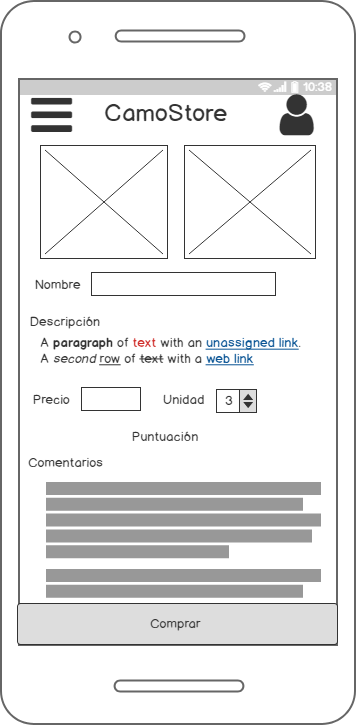 10:38
CamoStore
Nombre
Descripción
A paragraph of text with an unassigned link.
A second row of text with a web link
Precio
Unidad
3
Puntuación
Comentarios
Comprar